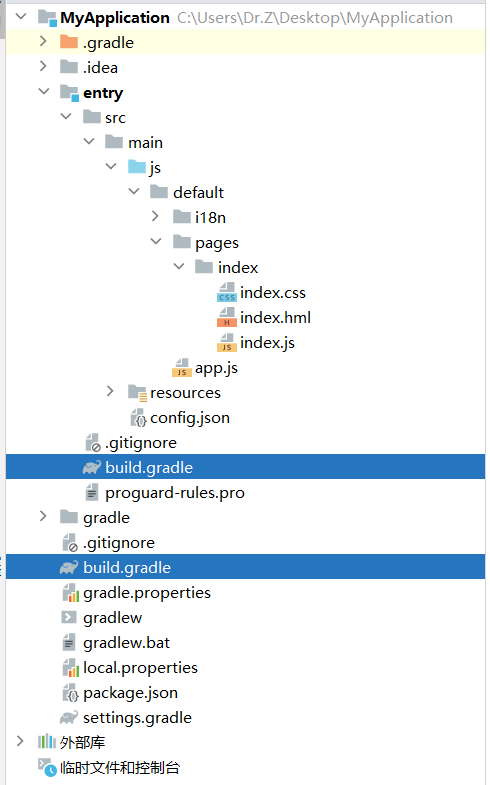 MyApplication C:\Users\Dr.Z\Desktop\MyApplication
.gradle
.idea
entry
src
main
js
default
i18n
pages
index
CSS index.css
H index.hml
JS index.js
JS app.js
resources
config.json
.gitignore
build.gradle
proguard-rules.pro
gradle
.gitignore
build.gradle
gradle.properties
gradlew
gradlew.bat
local.properties
package.json
settings.gradle
外部库
临时文件和控制台